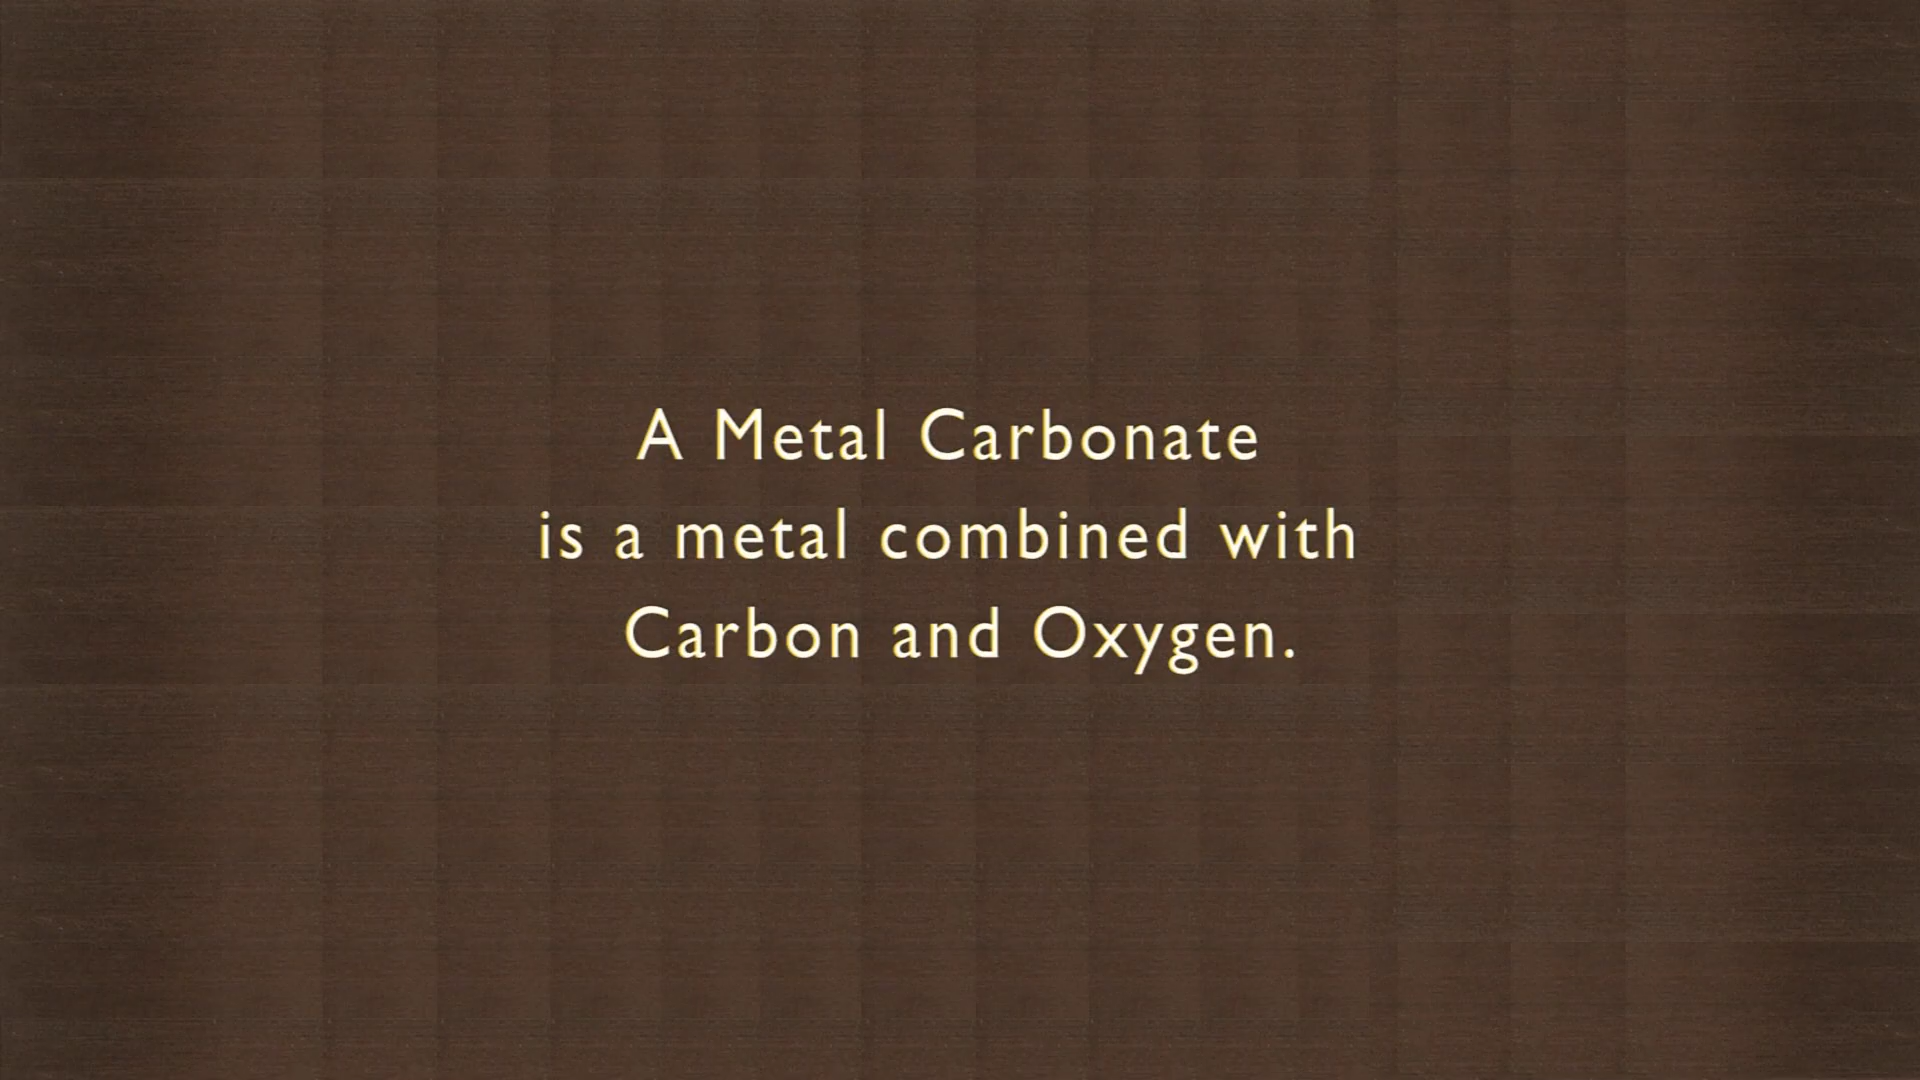 A Metal Carbonate
is a metal combined with
Carbon and Oxygen.